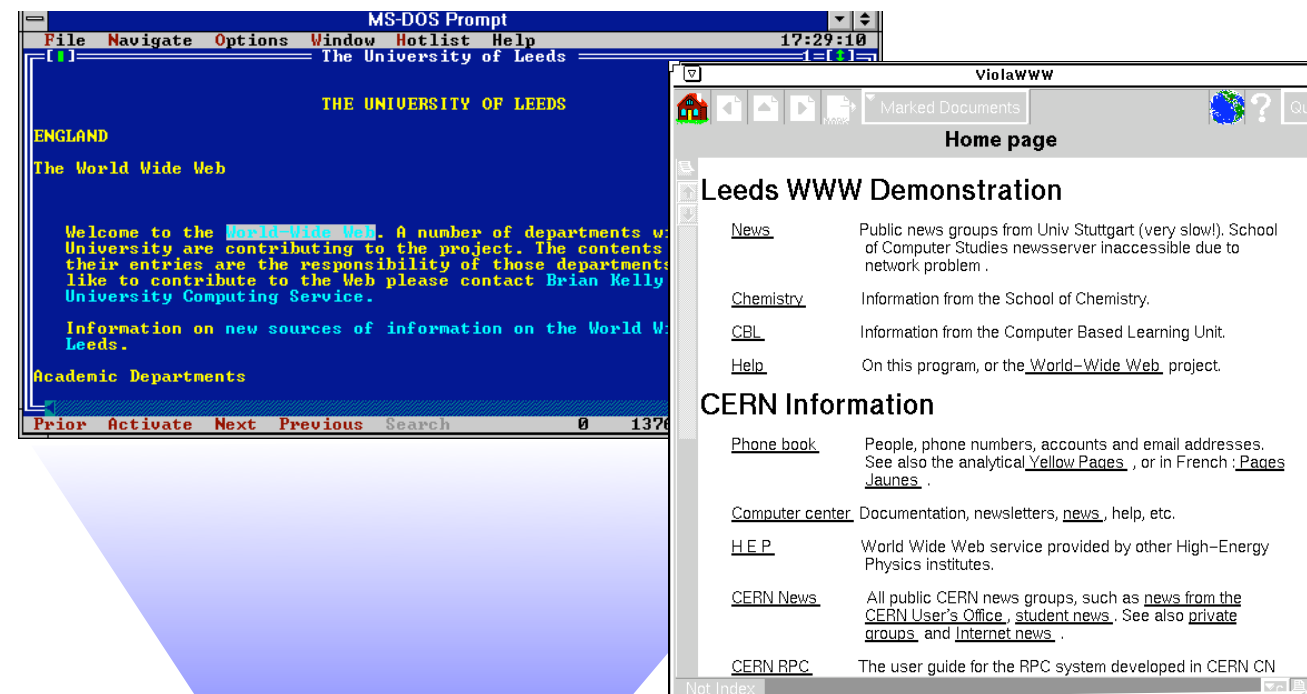 MS-DOS Prompt
File Navigate Options Window Hotlist Help 17:29:10
The University of Leeds 1
THE UNIVERSITY OF LEEDS
ENGLAND
The World Wide Web
Welcome to the World-Wide Web. A number of departments
University are contributing to the project. The contents
their entries are the responsibility of those departments
like to contribute to the Web please contact Brian Kelly
University Computing Service.
Information on new sources of information on the World
Leeds.
Academic Departments
Prior Activate Next Previous Search 0 1376
ViolaWWW
Marked Documents
?
Home page
Leeds WWW Demonstration
News Public news groups from Univ Stuttgart (very slow!). School
of Computer Studies newsserver inaccessible due to
network problem .
Chemistry Information from the School of Chemistry.
CBL Information from the Computer Based Learning Unit.
Help On this program, or the World-Wide Web project.
CERN Information
Phone book People, phone numbers, accounts and email addresses.
See also the analytical Yellow Pages , or in French : Pages
Jaunes .
Computer center Documentation, newsletters, news , help, etc.
H E P World Wide Web service provided by other High-Energy
Physics institutes.
CERN News All public CERN news groups, such as news from the
CERN User's Office , student news . See also private
groups and Internet news .
CERN RPC The user guide for the RPC system developed in CERN CN
Not Index